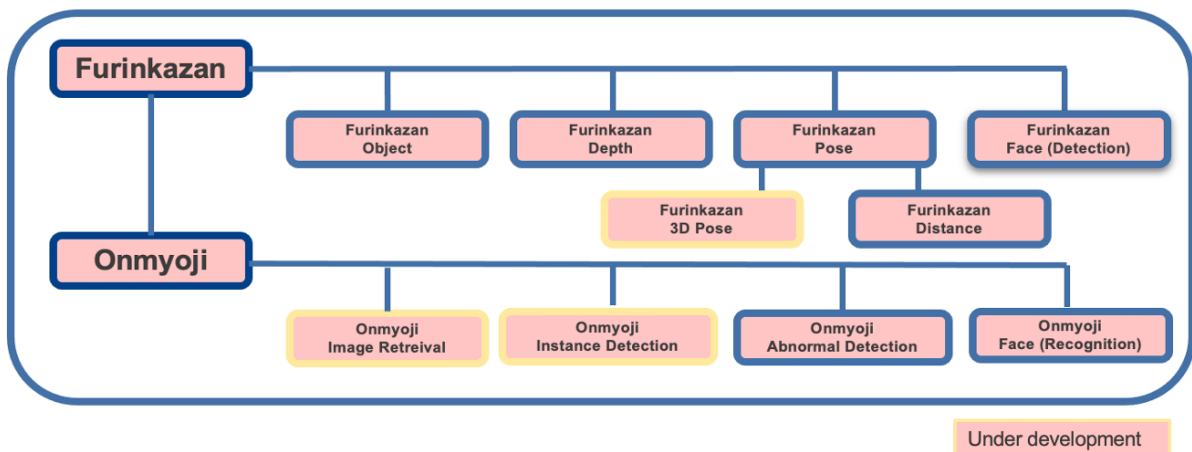 Furinkazan
Furinkazan
Object
Furinkazan
Depth
Furinkazan
Pose
Furinkazan
Face (Detection)
Furinkazan
3D Pose
Furinkazan
Distance
Onmyoji
Onmyoji
Image Retreival
Onmyoji
Instance Detection
Onmyoji
Abnormal Detection
Onmyoji
Face (Recognition)
Under development